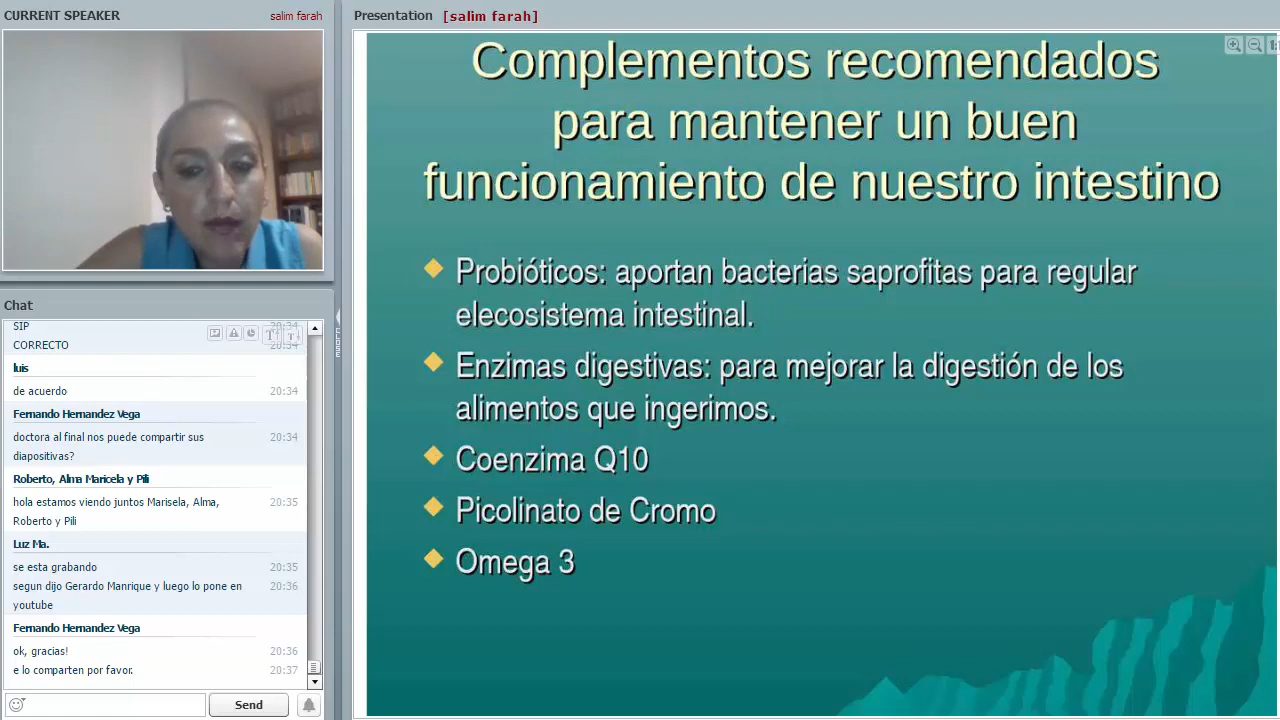 CURRENT SPEAKER
salim farah
Chat
SIP 20:34
CORRECTO 20:34
luis
de acuerdo 20:34
Fernando Hernandez Vega
doctora al final nos puede compartir sus 20:34
diapositivas?
Roberto, Alma Maricela y Pili
hola estamos viendo juntos Marisela, Alma, 20:35
Roberto y Pili
Luz Ma.
se esta grabando 20:35
segun dijo Gerardo Manrique y luego lo pone en 20:36
youtube
Fernando Hernandez Vega
ok, gracias! 20:36
e lo comparten por favor. 20:37
Send
CLOSE
Presentation [salim farah]
Complementos recomendados
para mantener un buen
funcionamiento de nuestro intestino
Probióticos: aportan bacterias saprofitas para regular
elecosistema intestinal.
Enzimas digestivas: para mejorar la digestión de los
alimentos que ingerimos.
Coenzima Q10
Picolinato de Cromo
Omega 3